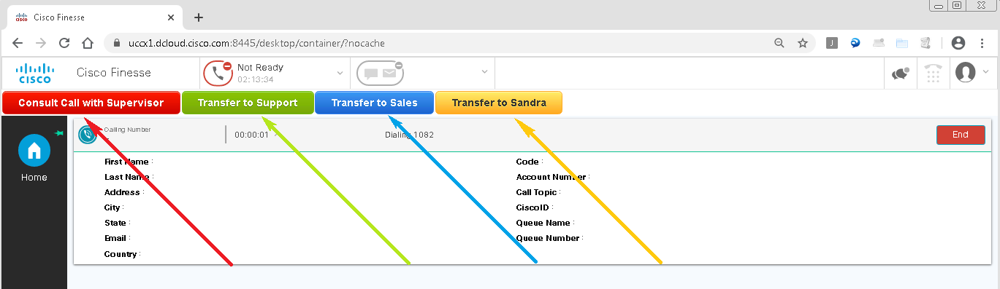 Cisco Finesse
uccx1.dcloud.cisco.com:8445/desktop/container/?nocache
J
CISCO
Cisco Finesse
Not Ready
02:13:34
Consult Call with Supervisor
Transfer to Support
Transfer to Sales
Transfer to Sandra
Home
Calling Number
-
00:00:01
Dialing 1082
End
First Name :
Code :
Last Name :
Account Number :
Address :
Call Topic :
City :
CiscoID :
State :
Queue Name :
Email :
Queue Number :
Country :